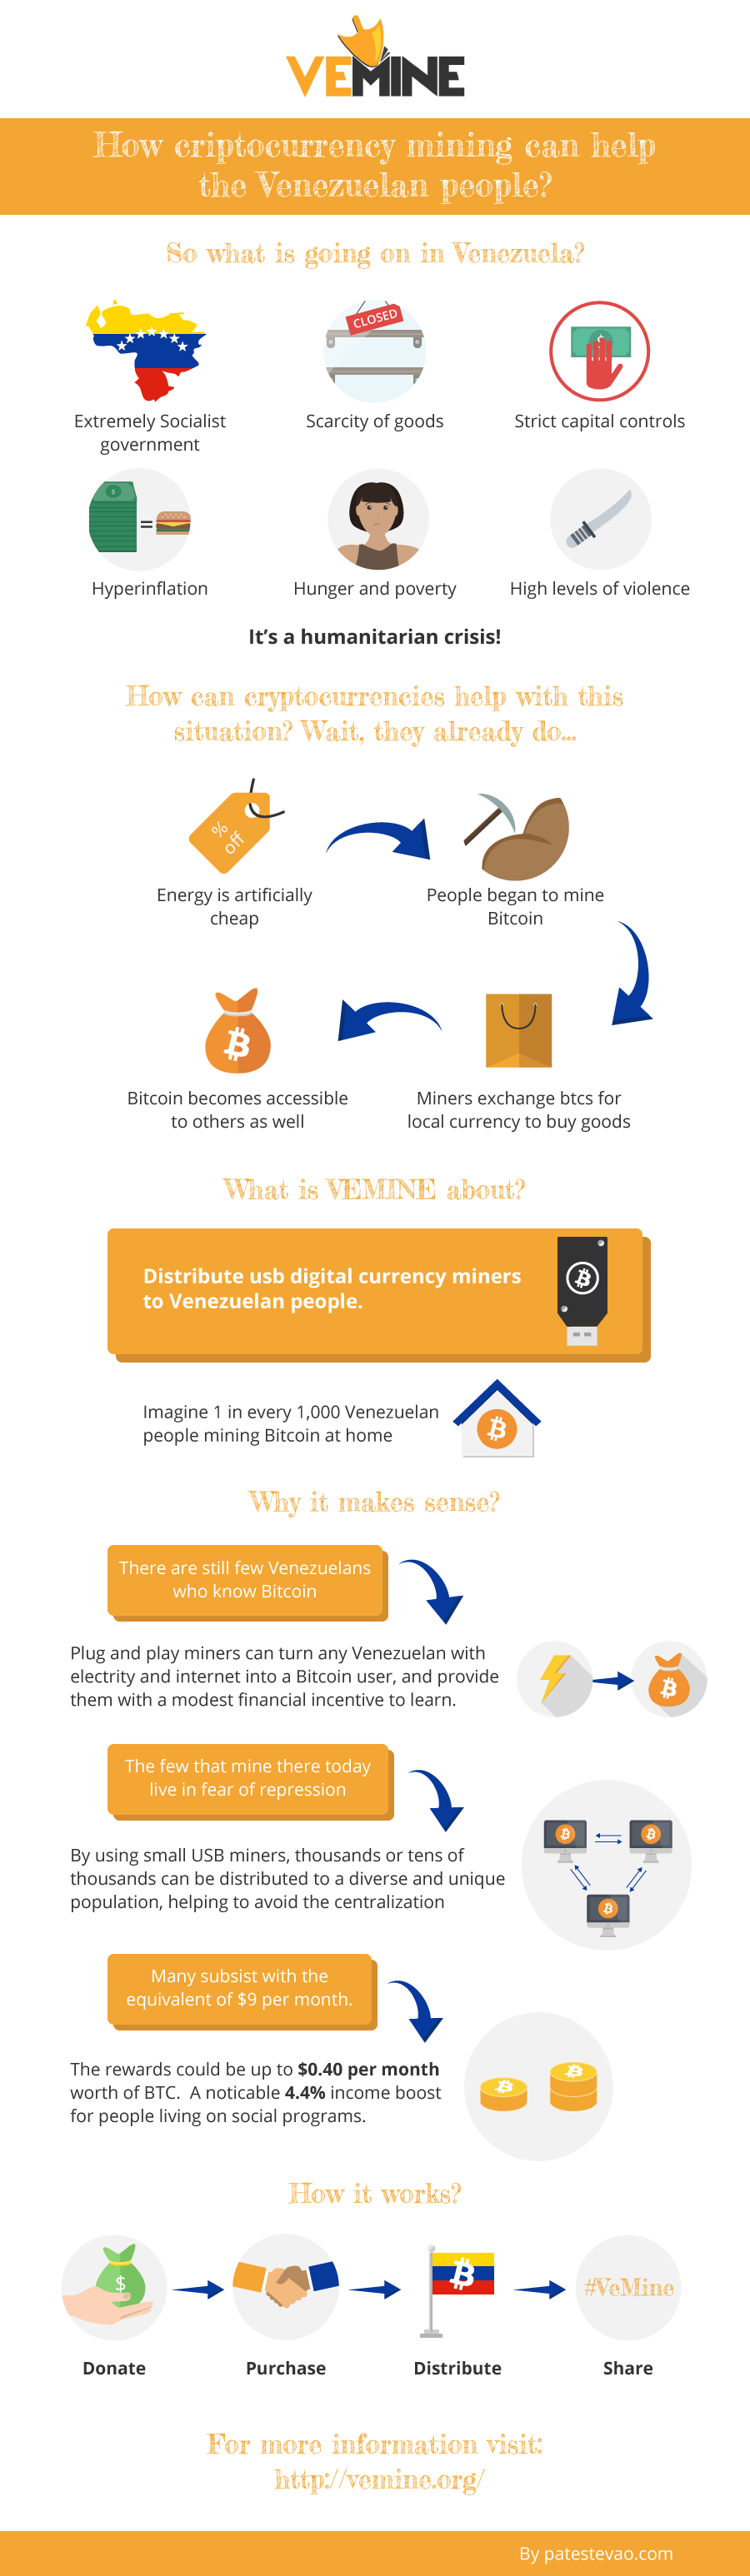 VEMINE
How criptocurrency mining can help
the Venezuelan people?
So what is going on in Venezuela?
CLOSED
Extremely Socialist
government
Scarcity of goods
Strict capital controls
$
=
Hyperinflation
Hunger and poverty
High levels of violence
It's a humanitarian crisis!
How can cryptocurrencies help with this
situation? Wait, they already do...
%
off
Energy is artificially
cheap
People began to mine
Bitcoin
Bitcoin becomes accessible
to others as well
Miners exchange btcs for
local currency to buy goods
What is VEMINE about?
Distribute usb digital currency miners
to Venezuelan people.
Imagine 1 in every 1,000 Venezuelan
people mining Bitcoin at home
Why it makes sense?
There are still few Venezuelans
who know Bitcoin
Plug and play miners can turn any Venezuelan with
electrity and internet into a Bitcoin user, and provide
them with a modest financial incentive to learn.
The few that mine there today
live in fear of repression
By using small USB miners, thousands or tens of
thousands can be distributed to a diverse and unique
population, helping to avoid the centralization
Many subsist with the
equivalent of $9 per month.
The rewards could be up to $0.40 per month
worth of BTC. A noticable 4.4% income boost
for people living on social programs.
How it works?
$
#VeMine
Donate
Purchase
Distribute
Share
For more information visit:
http://vemine.org/
By patestevao.com